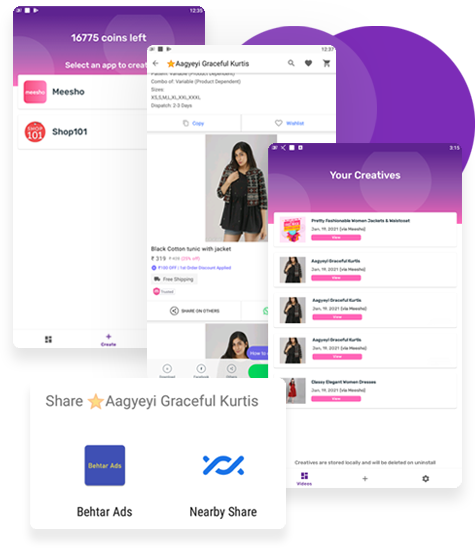 16775 coins left
Select an app to creat
meesho
Meesho
SHOP
101
Shop101
Create
12:37
⭐Aagyeyi Graceful Kurtis
Pattern: Variable (Product Dependent)
Combos of: Variable (Product Dependent)
Sizes:
XS,S,M,L,XL,XXL,XXXL
Dispatch: 2-3 Days
Copy
Wishlist
Black Cotton tunic with jacket
₹ 319
₹100 OFF | 1st Order Discount Applied
Free Shipping
Trusted
SHARE ON OTHERS
How to
Facebook
Others
3:15
Your Creatives
Pretty Fashionable Women Jackets & Waistcoat
Jan, 19, 2021 (via Meesho)
View
Aagyeyi Graceful Kurtis
Jan, 19, 2021 (via Meesho)
View
Aagyeyi Graceful Kurtis
Jan, 19, 2021 (via Meesho)
View
Aagyeyi Graceful Kurtis
Jan, 19, 2021 (via Meesho)
View
Classy Elegant Women Dresses
Jan, 19, 2021 (via Meesho)
View
Creatives are stored locally and will be deleted on uninstall
Videos
Share ⭐Aagyeyi Graceful Kurtis
Behtar Ads
Behtar Ads
Nearby Share